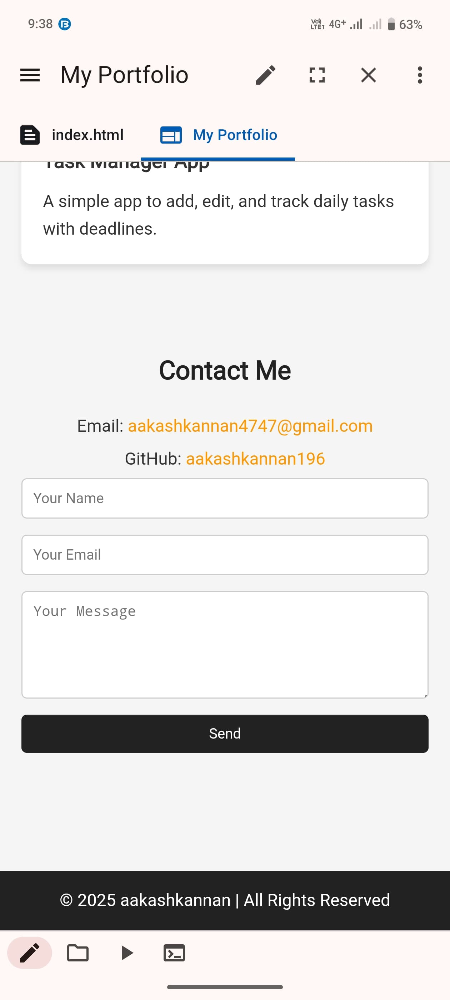 9:38
Vo)) LTE1 4G+ 63%
My Portfolio
index.html My Portfolio
Task Manager App
A simple app to add, edit, and track daily tasks
with deadlines.
Contact Me
Email: aakashkannan4747@gmail.com
GitHub: aakashkannan196
Your Name
Your Email
Your Message
Send
© 2025 aakashkannan | All Rights Reserved